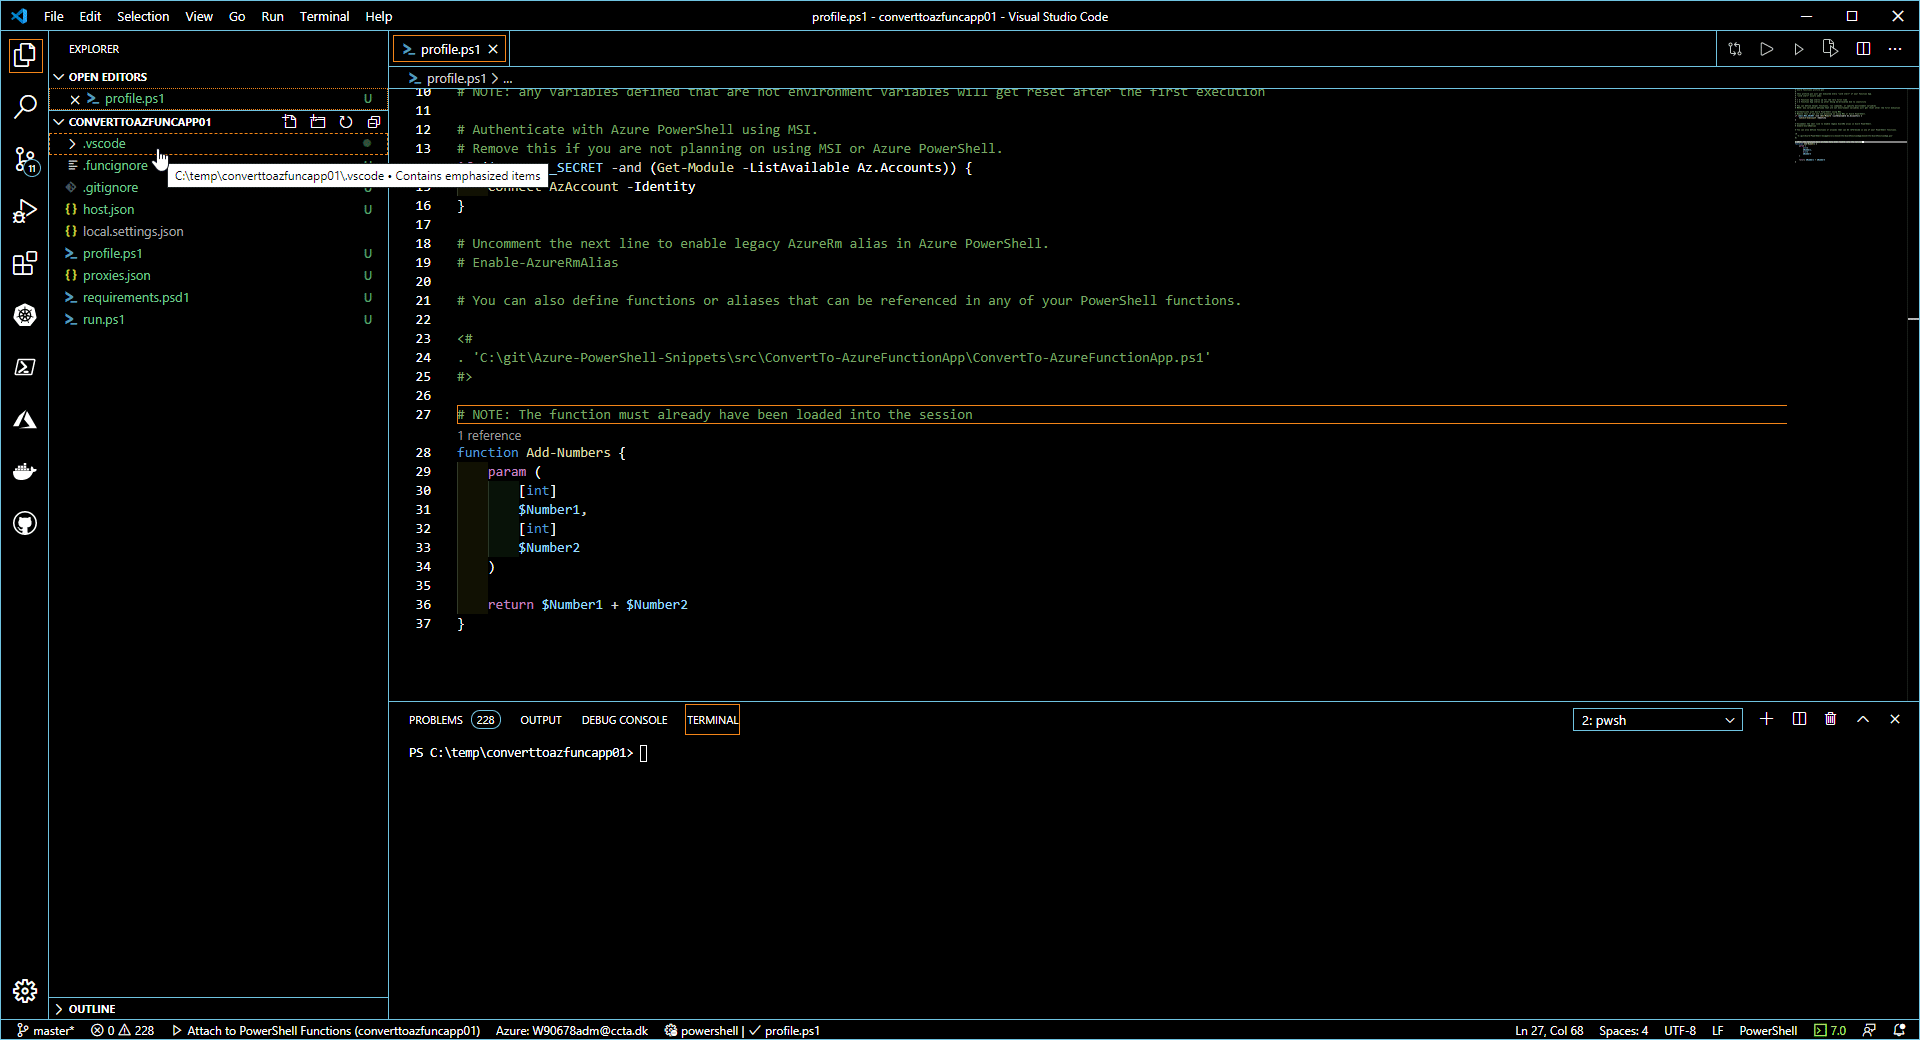 File Edit Selection View Go Run Terminal Help
profile.ps1 - converttoazfuncapp01 - Visual Studio Code
EXPLORER
OPEN EDITORS
profile.ps1 U
CONVERTTOAZFUNCAPP01
.vscode
.funcignore
.gitignore U
host.json U
local.settings.json
profile.ps1 U
proxies.json U
requirements.psd1 U
run.ps1 U
C:\temp\converttoazfuncapp01\.vscode • Contains emphasized items
11
OUTLINE
profile.ps1
profile.ps1 > ...
10 # NOTE: any variables defined that are not environment variables will get reset after the first execution
11
12 # Authenticate with Azure PowerShell using MSI.
13 # Remove this if you are not planning on using MSI or Azure PowerShell.
_SECRET -and (Get-Module -ListAvailable Az.Accounts)) {
15 Connect-AzAccount -Identity
16 }
17
18 # Uncomment the next line to enable legacy AzureRm alias in Azure PowerShell.
19 # Enable-AzureRmAlias
20
21 # You can also define functions or aliases that can be referenced in any of your PowerShell functions.
22
23 <#
24 . 'C:\git\Azure-PowerShell-Snippets\src\ConvertTo-AzureFunctionApp\ConvertTo-AzureFunctionApp.ps1'
25 #>
26
27 # NOTE: The function must already have been loaded into the session
1 reference
28 function Add-Numbers {
29 param (
30 [int]
31 $Number1,
32 [int]
33 $Number2
34 )
35
36 return $Number1 + $Number2
37 }
PROBLEMS 228 OUTPUT DEBUG CONSOLE TERMINAL
2: pwsh
PS C:\temp\converttoazfuncapp01>
master* 0 228 Attach to PowerShell Functions (converttoazfuncapp01) Azure: W90678adm@ccta.dk powershell | profile.ps1
Ln 27, Col 68 Spaces: 4 UTF-8 LF PowerShell 7.0